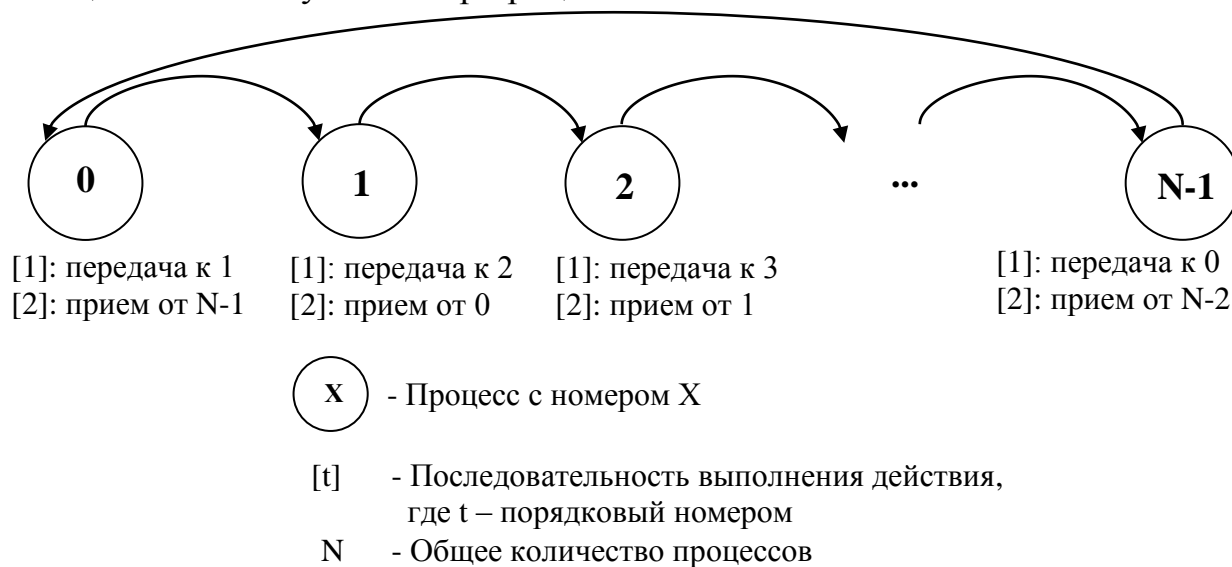 0 1 2 ... N-1
[1]: передача к 1 [1]: передача к 2 [1]: передача к 3 [1]: передача к 0
[2]: прием от N-1 [2]: прием от 0 [2]: прием от 1 [2]: прием от N-2
X - Процесс с номером X
[t] - Последовательность выполнения действия,
где t – порядковый номером
N - Общее количество процессов